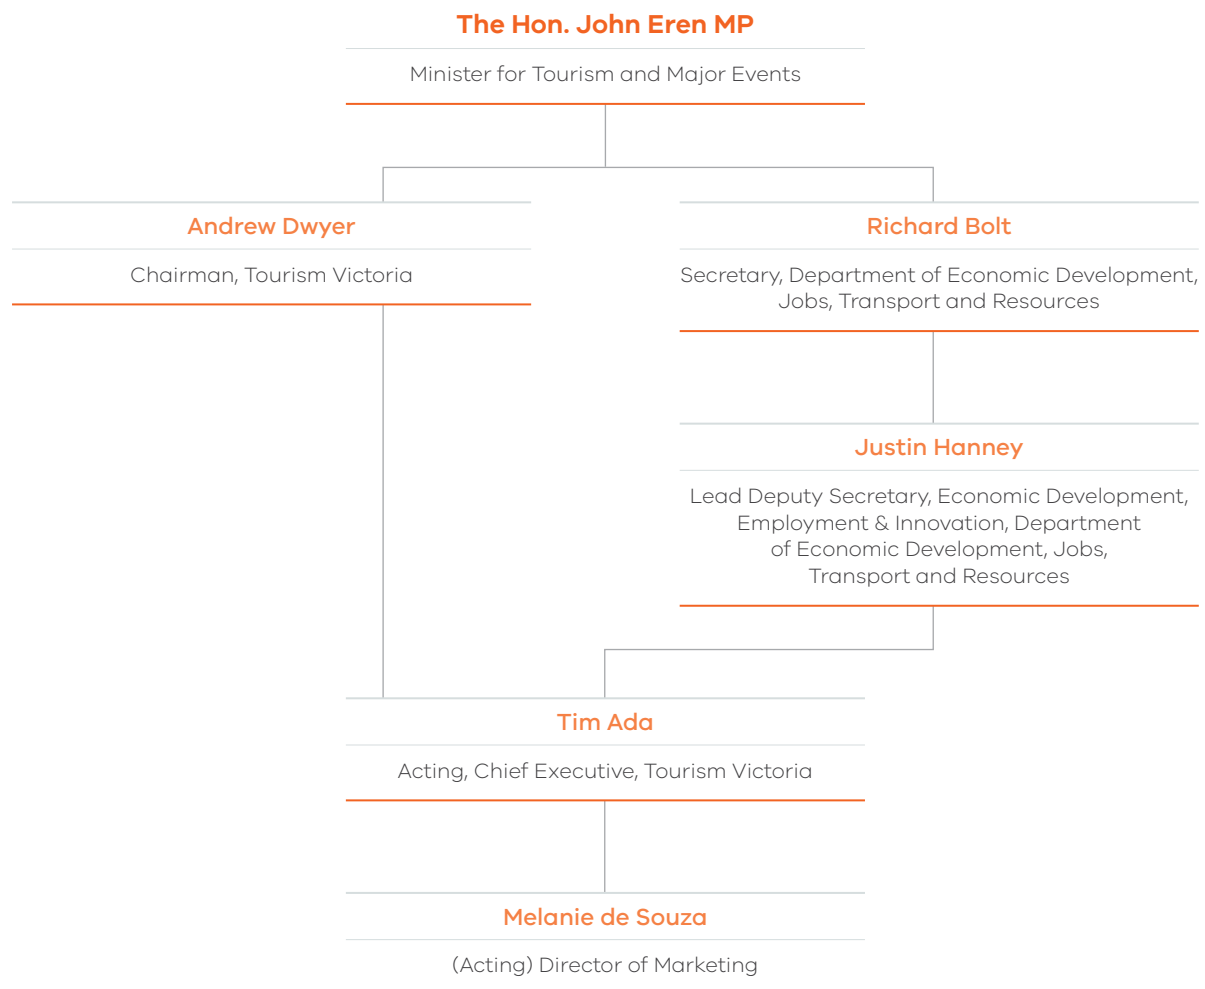 The Hon. John Eren MP
Minister for Tourism and Major Events
Andrew Dwyer
Chairman, Tourism Victoria
Richard Bolt
Secretary, Department of Economic Development,
Jobs, Transport and Resources
Justin Hanney
Lead Deputy Secretary, Economic Development,
Employment & Innovation, Department
of Economic Development, Jobs,
Transport and Resources
Tim Ada
Acting, Chief Executive, Tourism Victoria
Melanie de Souza
(Acting) Director of Marketing